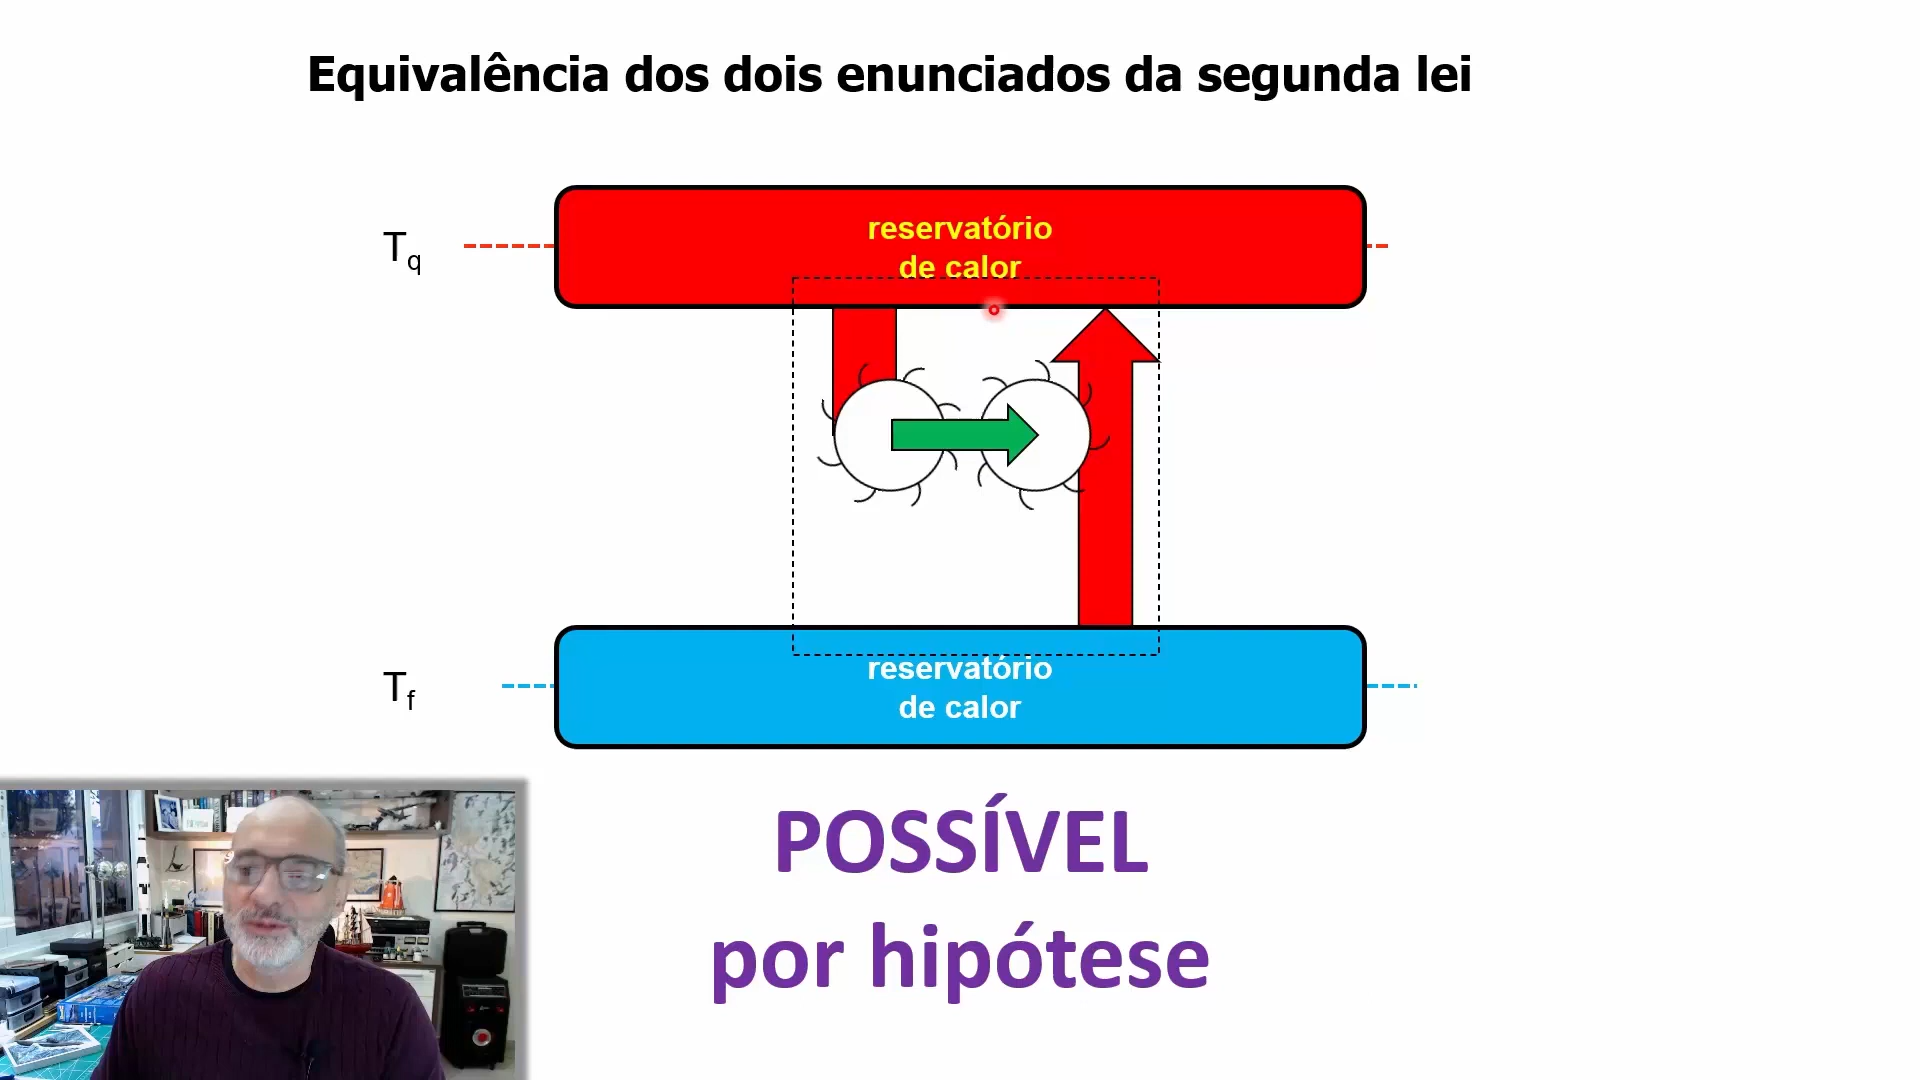 Equivalência dos dois enunciados da segunda lei
reservatório
de calor
Tq
Tf
reservatório
de calor
POSSÍVEL
por hipótese